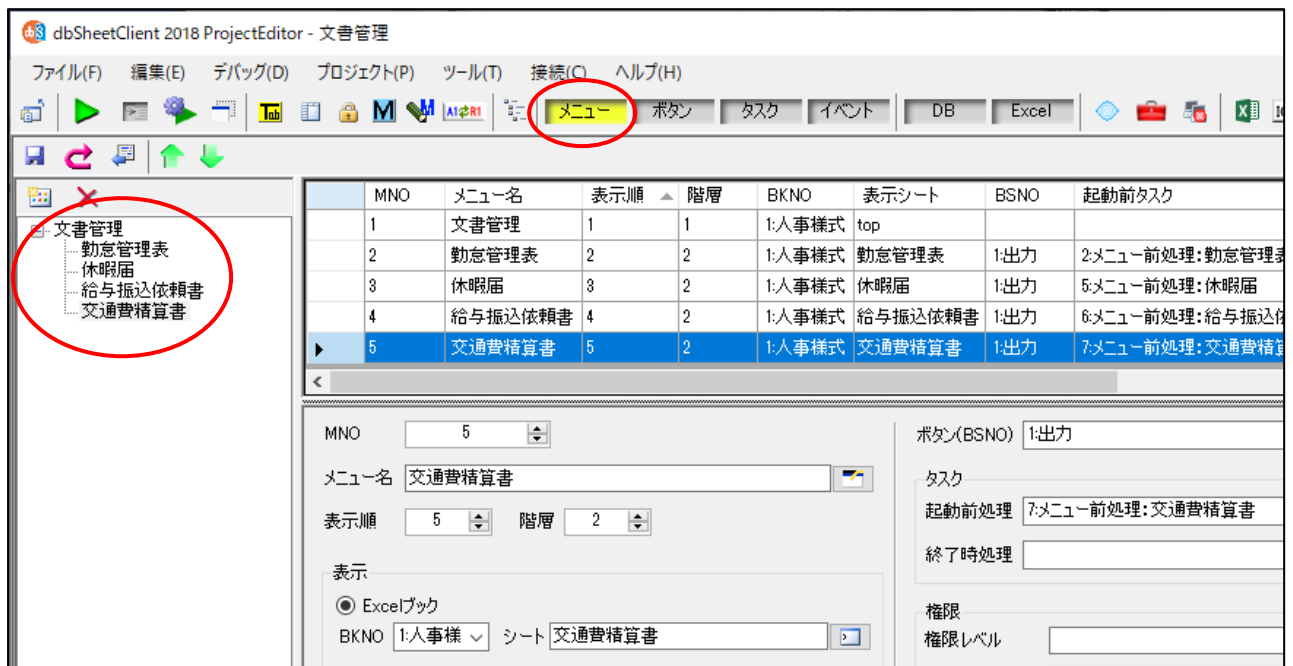 dbSheetClient 2018 ProjectEditor - 文書管理
ファイル(F) 編集(E) デバッグ(D) プロジェクト(P) ツール(T) 接続(C) ヘルプ(H)
Tab M M A1⇄R1 メニュー ボタン タスク イベント DB Excel
文書管理
勤怠管理表
休暇届
給与振込依頼書
交通費精算書
MNO メニュー名 表示順 階層 BKNO 表示シート BSNO 起動前タスク
1 文書管理 1 1 1:人事様式 top
2 勤怠管理表 2 2 1:人事様式 勤怠管理表 1:出力 2:メニュー前処理:勤怠管理表
3 休暇届 3 2 1:人事様式 休暇届 1:出力 5:メニュー前処理:休暇届
4 給与振込依頼書 4 2 1:人事様式 給与振込依頼書 1:出力 6:メニュー前処理:給与振込依
5 交通費精算書 5 2 1:人事様式 交通費精算書 1:出力 7:メニュー前処理:交通費精算
MNO 5
メニュー名 交通費精算書
表示順 5 階層 2
表示
Excelブック
BKNO 1:人事様 シート 交通費精算書
ボタン(BSNO) 1:出力
タスク
起動前処理 7:メニュー前処理:交通費精算書
終了時処理
権限
権限レベル